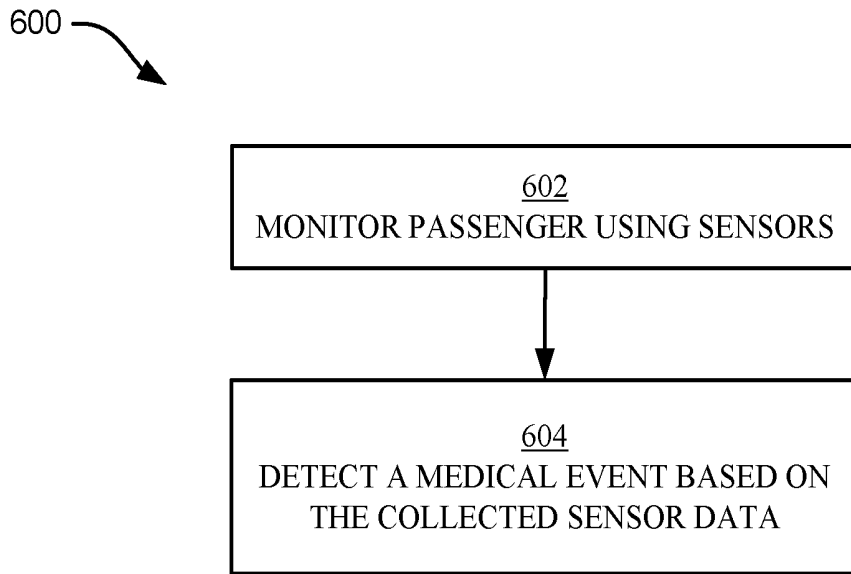 600
602
MONITOR PASSENGER USING SENSORS
604
DETECT A MEDICAL EVENT BASED ON
THE COLLECTED SENSOR DATA